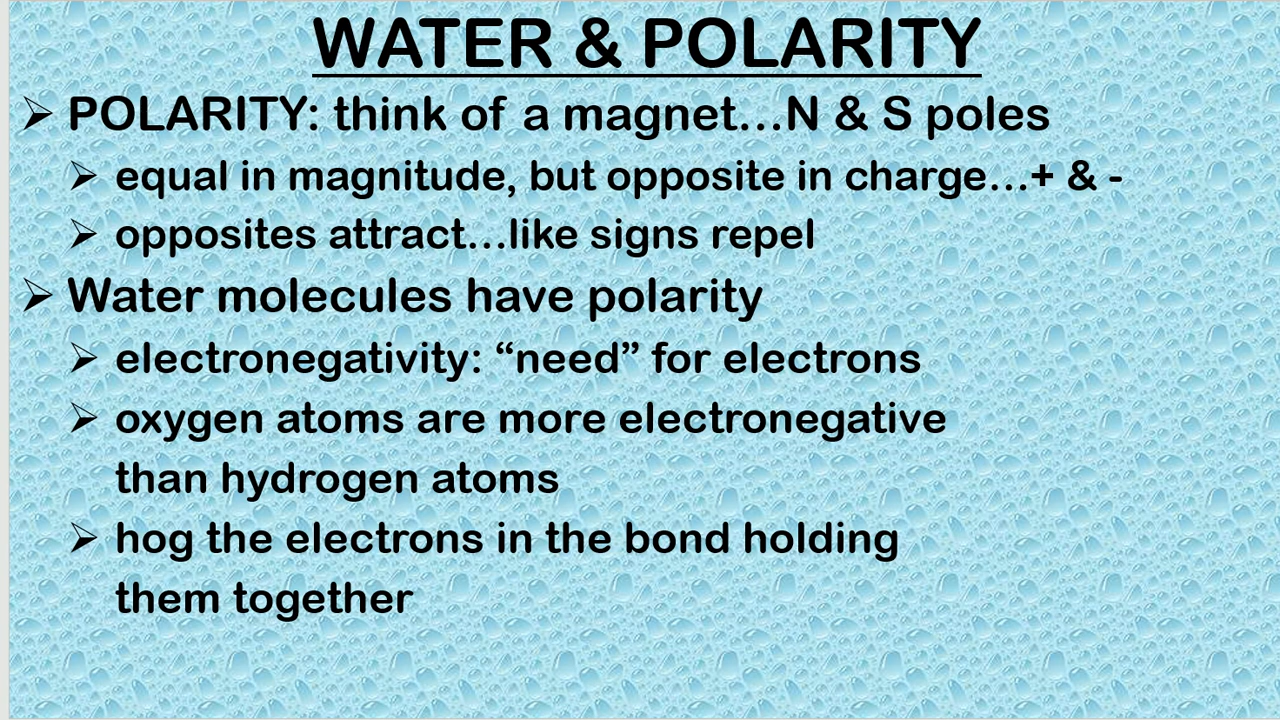 WATER & POLARITY
➢ POLARITY: think of a magnet...N & S poles
➢ equal in magnitude, but opposite in charge...+ & -
➢ opposites attract...like signs repel
➢ Water molecules have polarity
➢ electronegativity: “need” for electrons
➢ oxygen atoms are more electronegative
than hydrogen atoms
➢ hog the electrons in the bond holding
them together